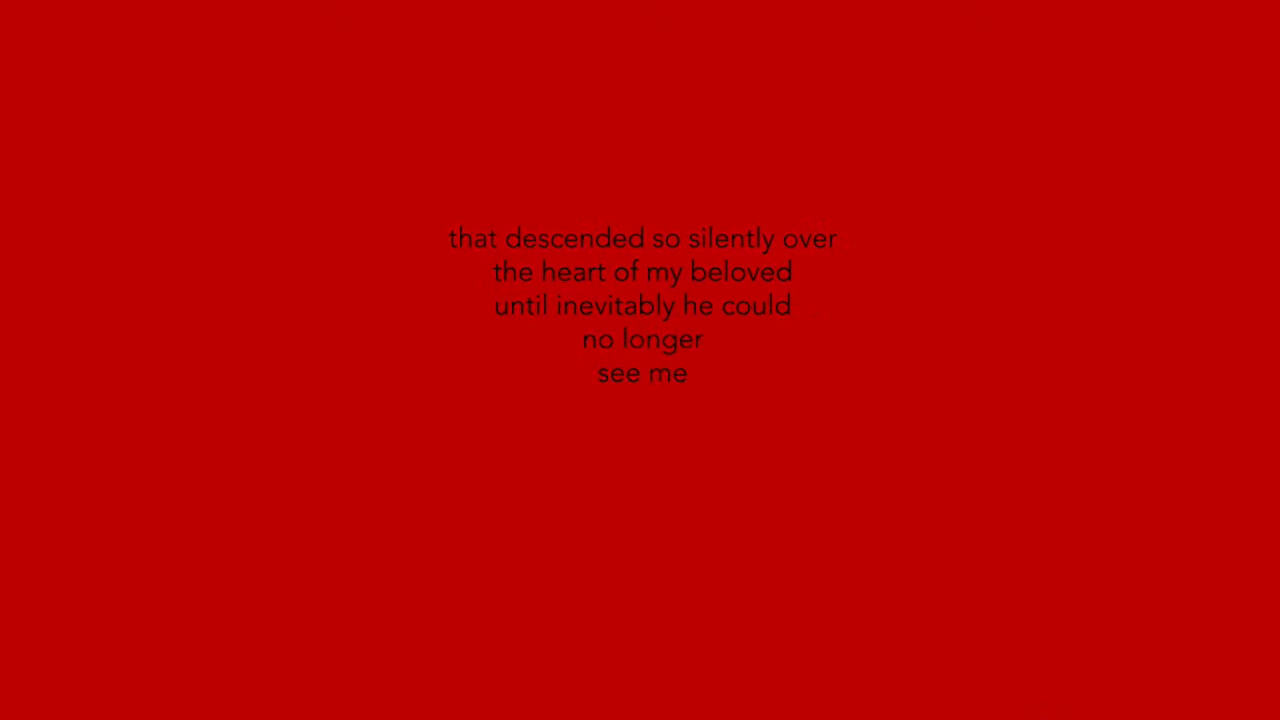 that descended so silently over
the heart of my beloved
until inevitably he could
no longer
see me